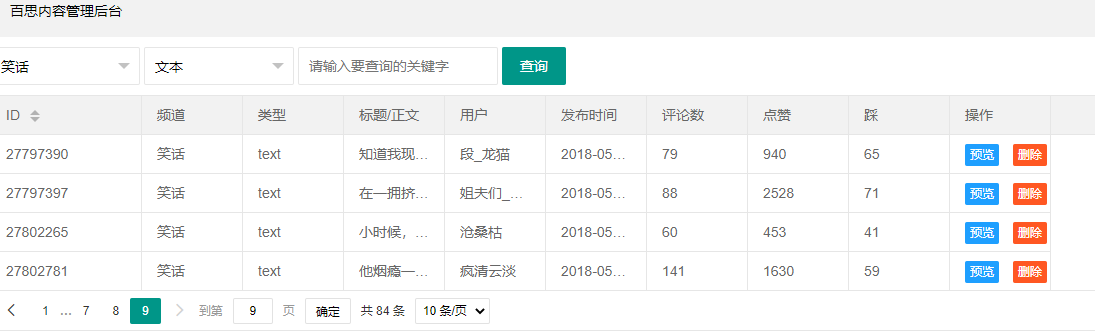 百思内容管理后台
笑话 文本 请输入要查询的关键字 查询
ID 频道 类型 标题/正文 用户 发布时间 评论数 点赞 踩 操作
27797390 笑话 text 知道我现... 段_龙猫 2018-05... 79 940 65 预览 删除
27797397 笑话 text 在一拥挤... 姐夫们_... 2018-05... 88 2528 71 预览 删除
27802265 笑话 text 小时候，... 沧桑枯 2018-05... 60 453 41 预览 删除
27802781 笑话 text 他烟瘾一... 疯清云淡 2018-05... 141 1630 59 预览 删除
1 ... 7 8 9 到第 9 页 确定 共 84 条 10 条/页